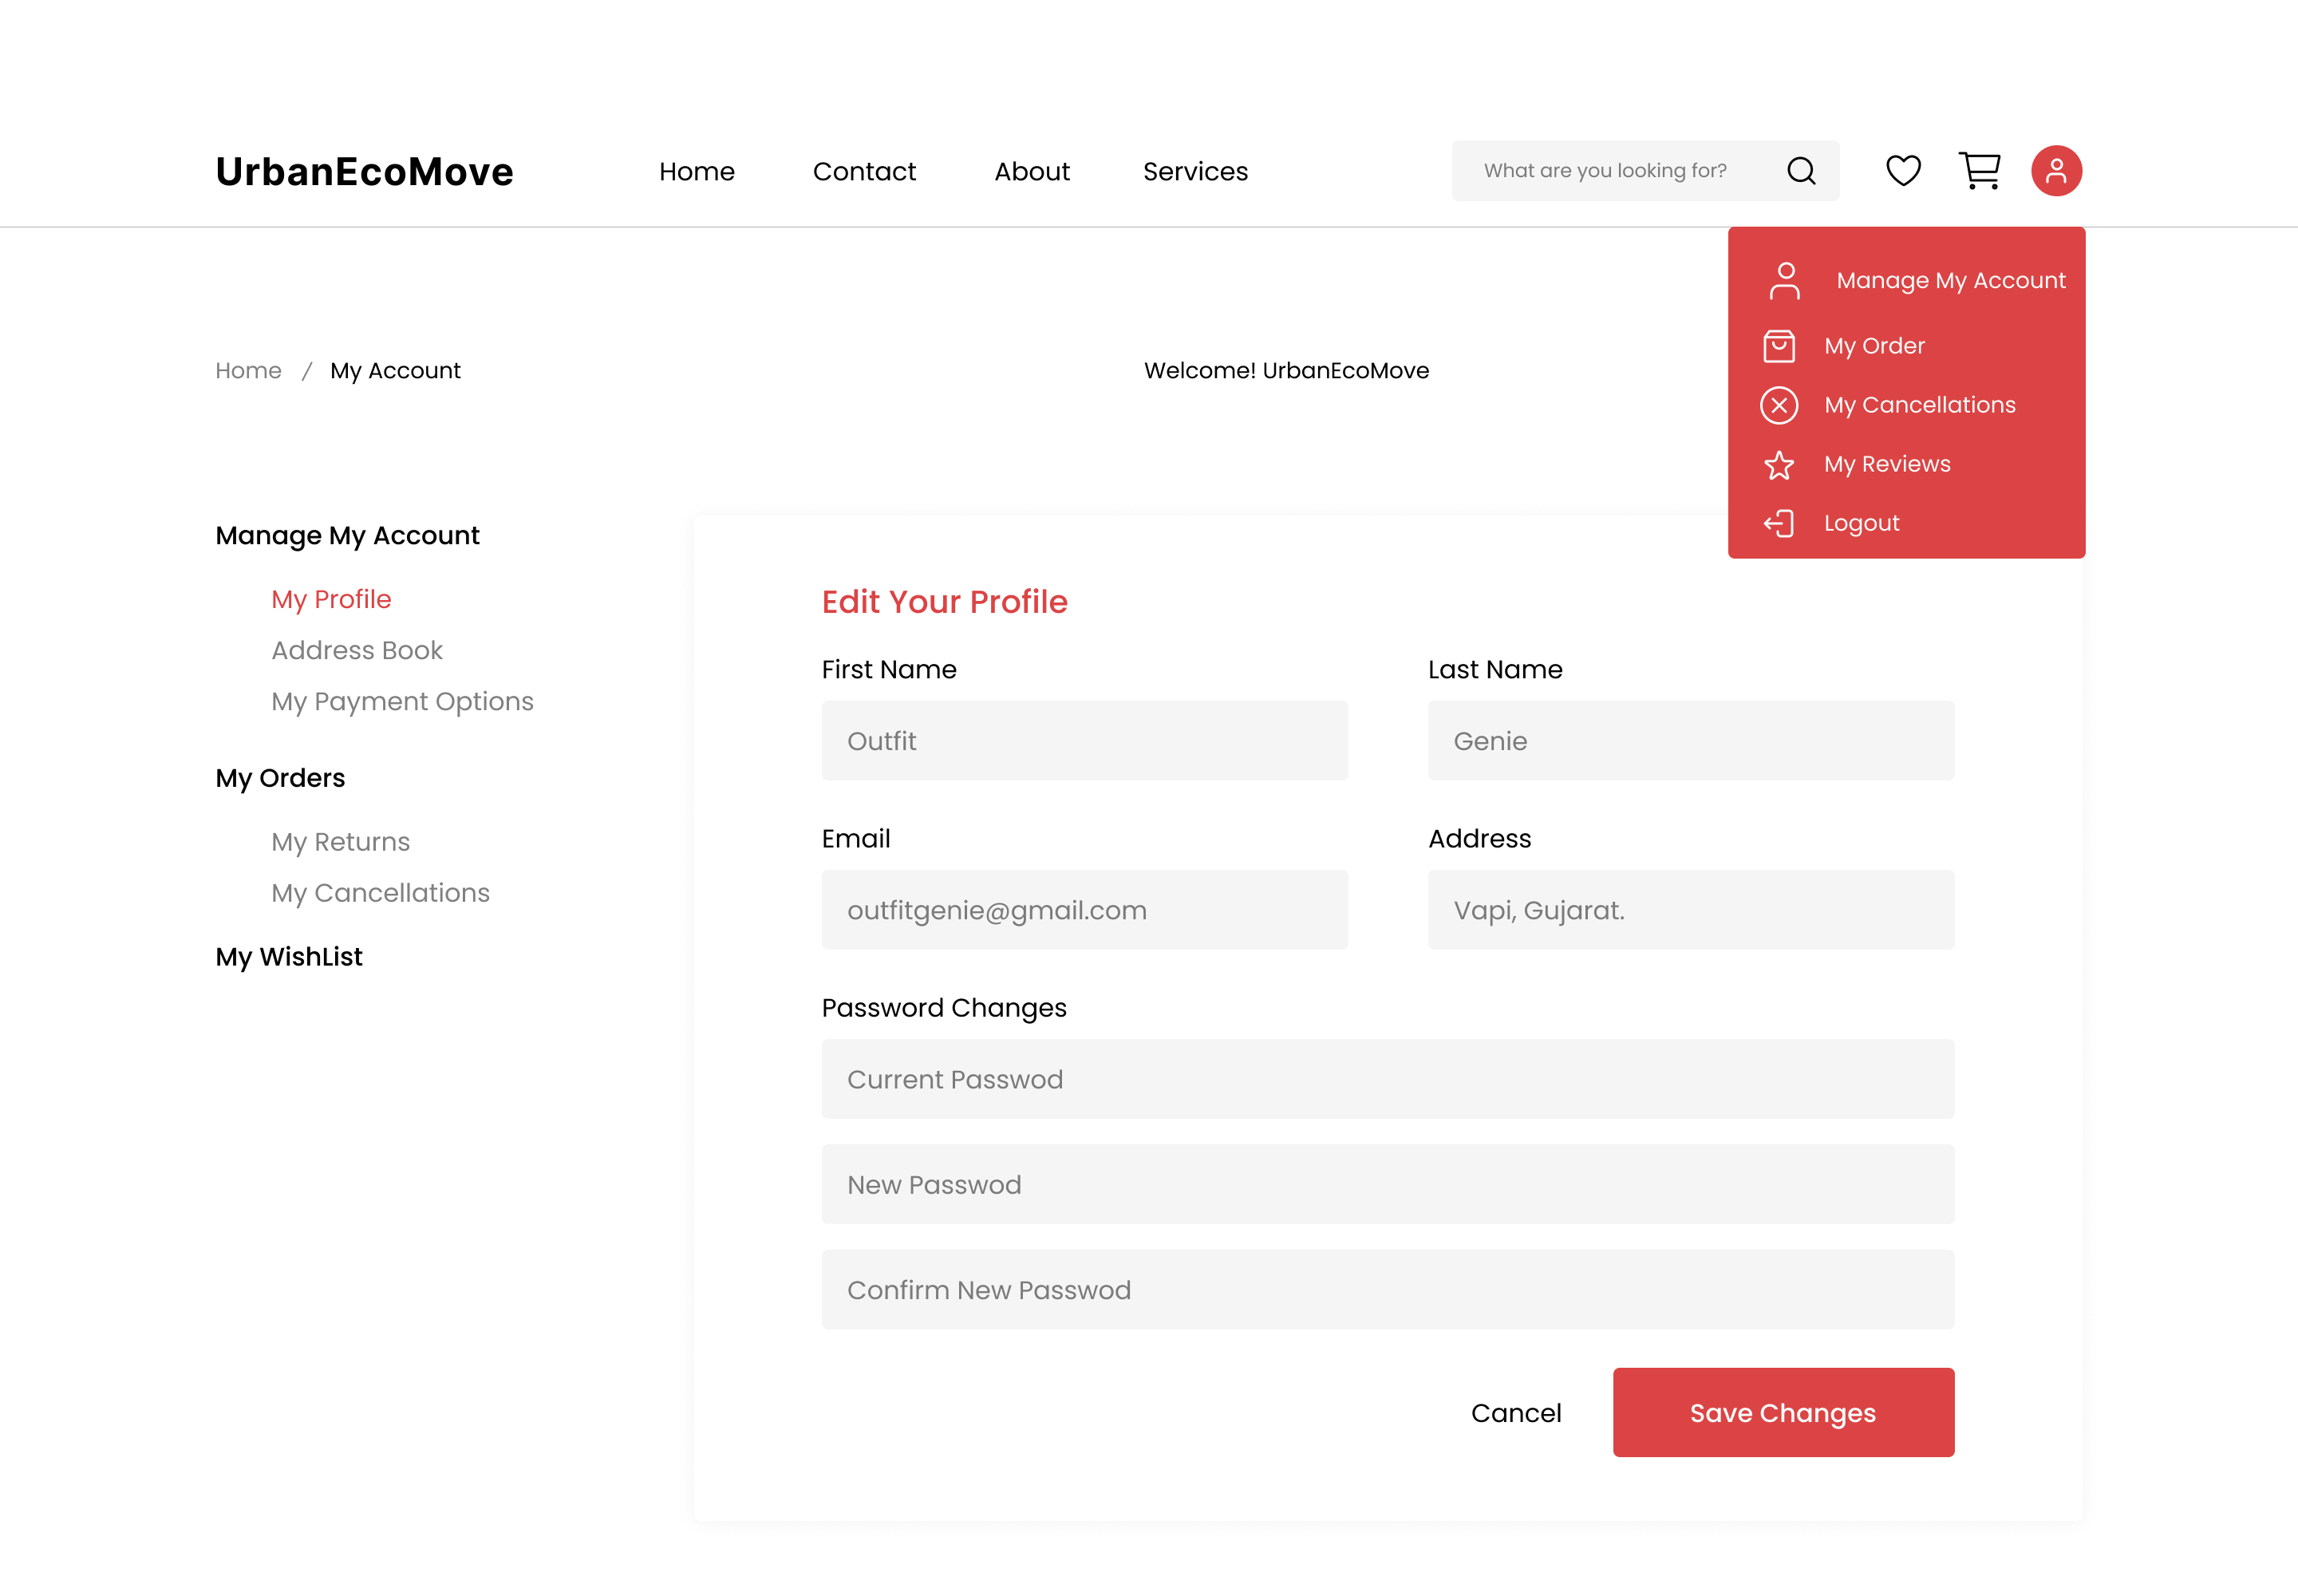 UrbanEcoMove
Home
Contact
About
Services
What are you looking for?
Manage My Account
My Order
My Cancellations
My Reviews
Logout
Home / My Account
Welcome! UrbanEcoMove
Manage My Account
My Profile
Address Book
My Payment Options
My Orders
My Returns
My Cancellations
My WishList
Edit Your Profile
First Name
Last Name
Outfit
Genie
Email
Address
outfitgenie@gmail.com
Vapi, Gujarat.
Password Changes
Current Passwod
New Passwod
Confirm New Passwod
Cancel
Save Changes